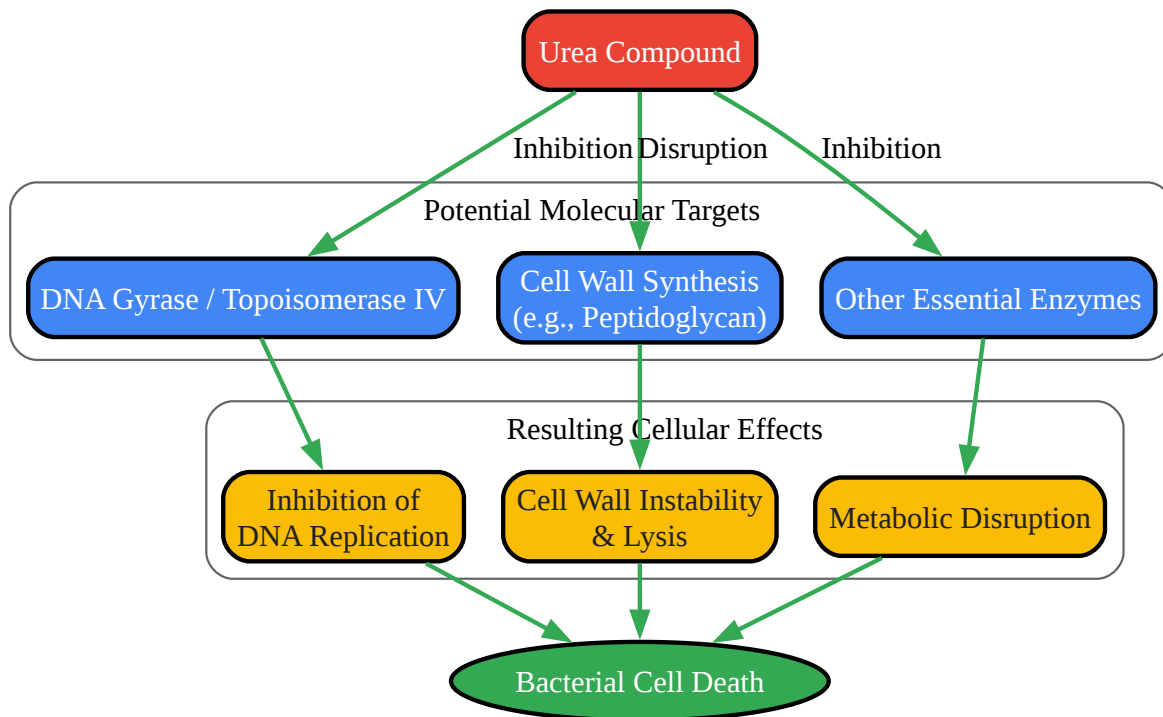 Urea Compound
Inhibition
Disruption
Inhibition
Potential Molecular Targets
DNA Gyrase / Topoisomerase IV
Cell Wall Synthesis
(e.g., Peptidoglycan)
Other Essential Enzymes
Resulting Cellular Effects
Inhibition of
DNA Replication
Cell Wall Instability
& Lysis
Metabolic Disruption
Bacterial Cell Death